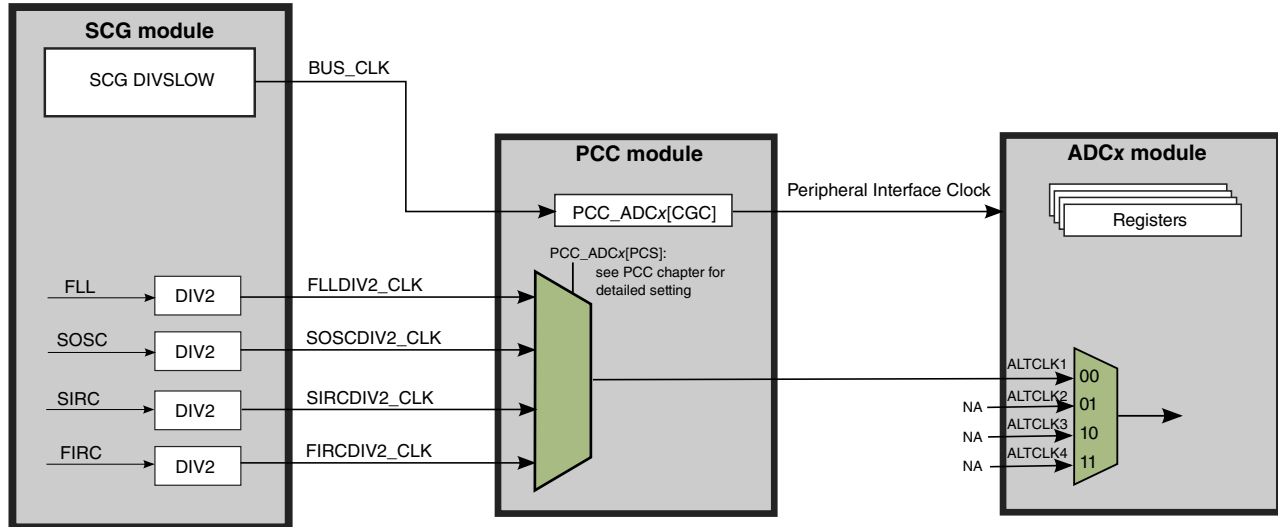 SCG module
SCG DIVSLOW
BUS_CLK
PCC module
PCC_ADCx[CGC]
Peripheral Interface Clock
ADCx module
Registers
PCC_ADCx[PCS]:
see PCC chapter for
detailed setting
FLL
DIV2
FLLDIV2_CLK
SOSC
DIV2
SOSCDIV2_CLK
SIRC
DIV2
SIRCDIV2_CLK
FIRC
DIV2
FIRCDIV2_CLK
ALTCLK1
00
NA
ALTCLK2
01
NA
ALTCLK3
10
NA
ALTCLK4
11